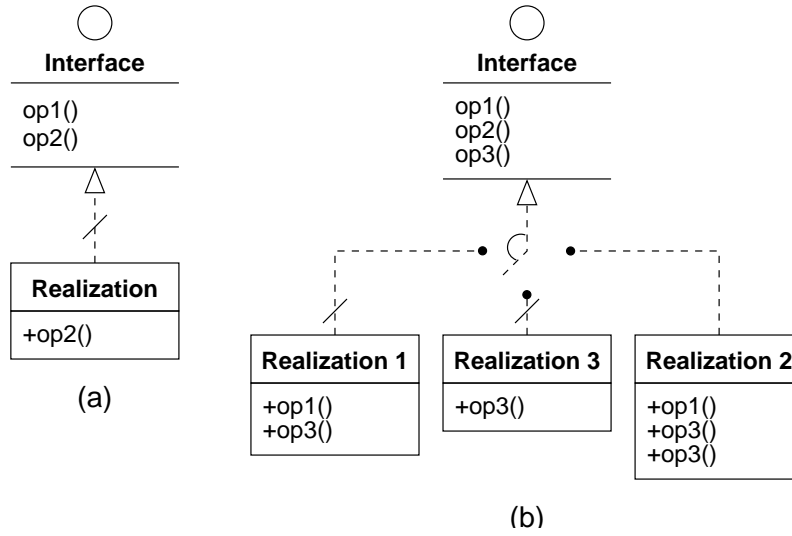 Interface
op1()
op2()
Realization
+op2()
(a)
Interface
op1()
op2()
op3()
Realization 1
+op1()
+op3()
Realization 3
+op3()
Realization 2
+op1()
+op3()
+op3()
(b)